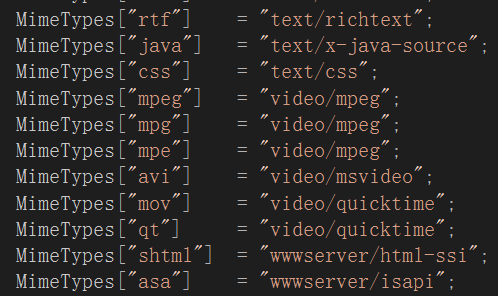 MimeTypes["rtf"] = "text/richtext";
MimeTypes["java"] = "text/x-java-source";
MimeTypes["css"] = "text/css";
MimeTypes["mpeg"] = "video/mpeg";
MimeTypes["mpg"] = "video/mpeg";
MimeTypes["mpe"] = "video/mpeg";
MimeTypes["avi"] = "video/msvideo";
MimeTypes["mov"] = "video/quicktime";
MimeTypes["qt"] = "video/quicktime";
MimeTypes["shtml"] = "wwwserver/html-ssi";
MimeTypes["asa"] = "wwwserver/isapi";